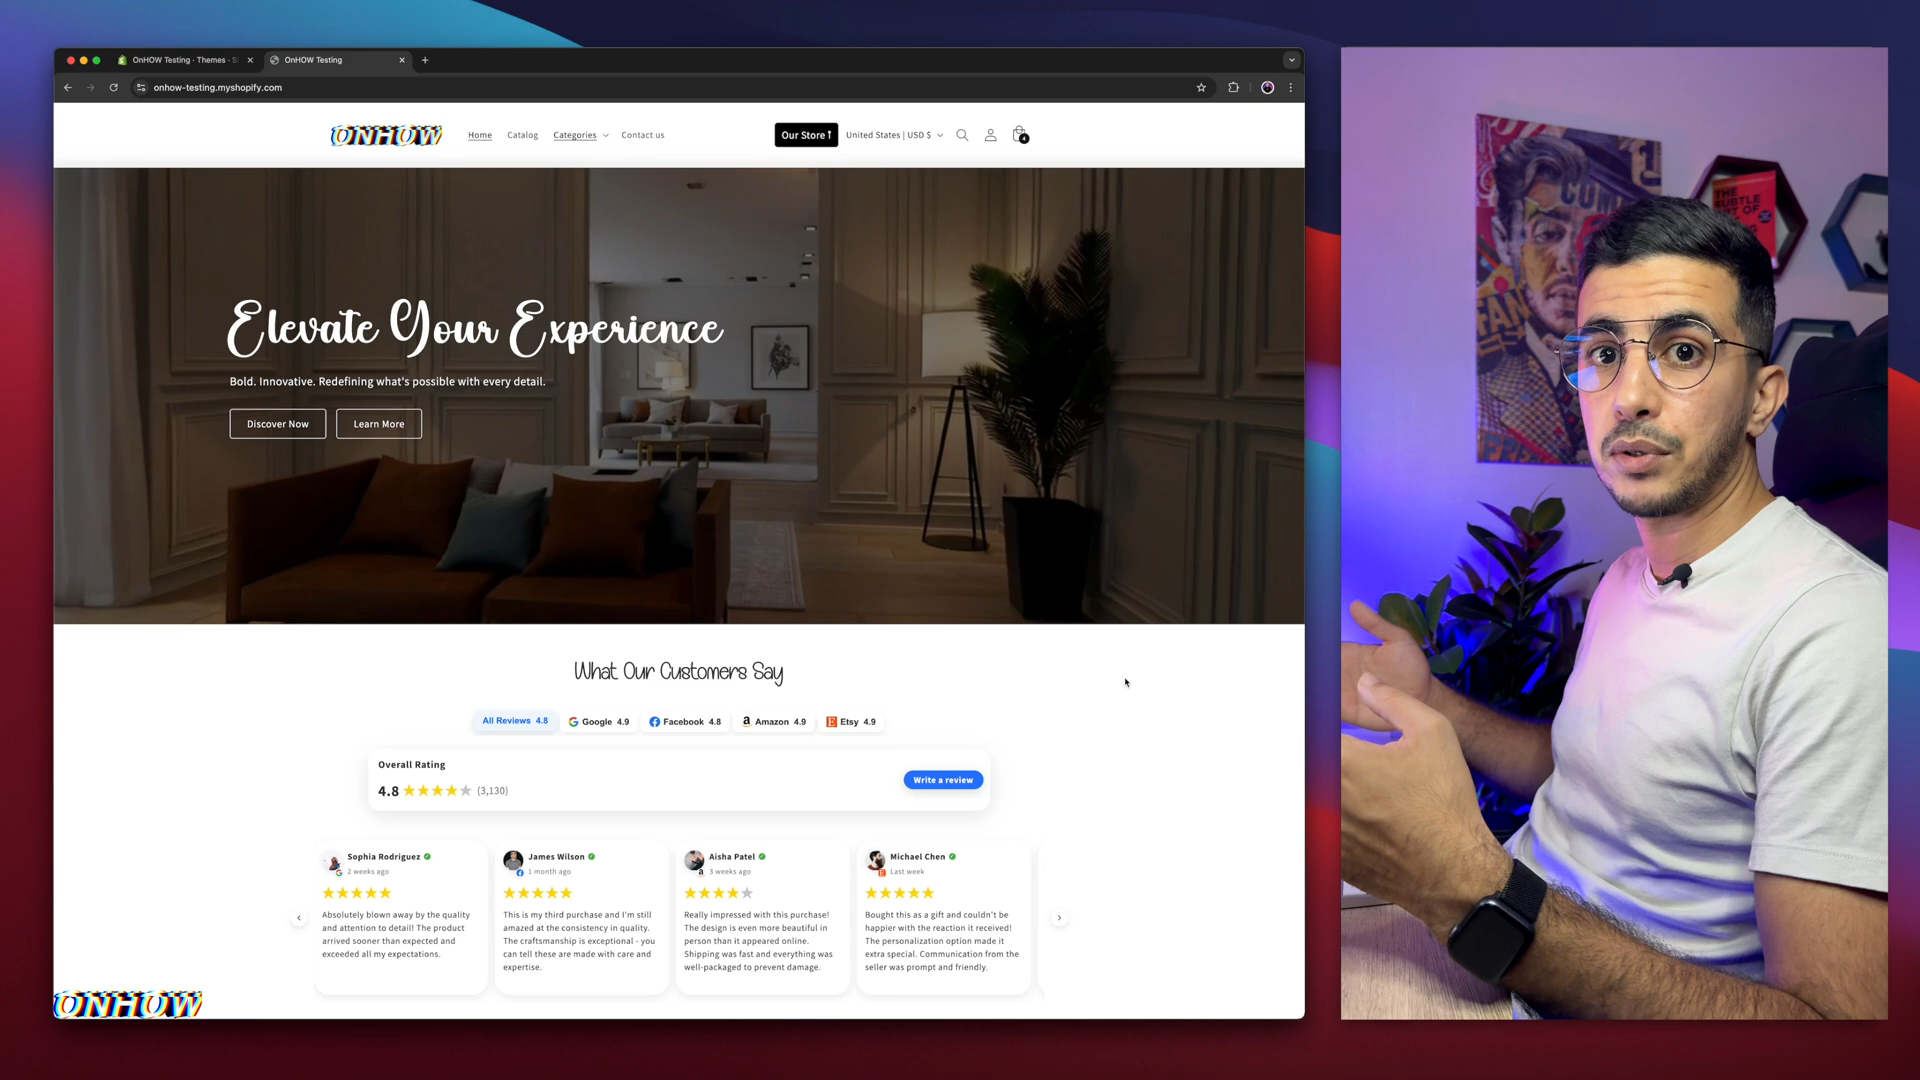 OnHOW Testing · Themes · S
OnHOW Testing
onhow-testing.myshopify.com
ONHOW
Home
Catalog
Categories
Contact us
Our Store
United States | USD $
4
Elevate Your Experience
Bold. Innovative. Redefining what's possible with every detail.
Discover Now
Learn More
What Our Customers Say
All Reviews 4.8
Google 4.9
Facebook 4.8
Amazon 4.9
Etsy 4.9
Overall Rating
4.8 (3,130)
Write a review
Sophia Rodriguez
2 weeks ago
Absolutely blown away by the quality
and attention to detail! The product
arrived sooner than expected and
exceeded all my expectations.
James Wilson
1 month ago
This is my third purchase and I'm still
amazed at the consistency in quality.
The craftsmanship is exceptional - you
can tell these are made with care and
expertise.
Aisha Patel
3 weeks ago
Really impressed with this purchase!
The design is even more beautiful in
person than it appeared online.
Shipping was fast and everything was
well-packaged to prevent damage.
Michael Chen
Last week
Bought this as a gift and couldn't be
happier with the reaction it received!
The personalization option made it
extra special. Communication from the
seller was prompt and friendly.
ONHOW
COM
FAN
THE
SUBTLE
ART OF